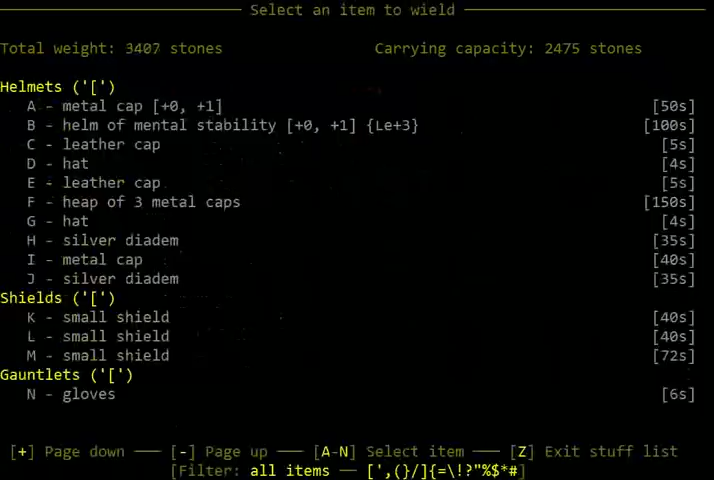 Select an item to wield
Total weight: 3407 stones Carrying capacity: 2475 stones
Helmets ('[')
A - metal cap [+0, +1] [50s]
B - helm of mental stability [+0, +1] {Le+3} [100s]
C - leather cap [5s]
D - hat [4s]
E - leather cap [5s]
F - heap of 3 metal caps [150s]
G - hat [4s]
H - silver diadem [35s]
I - metal cap [40s]
J - silver diadem [35s]
Shields ('[')
K - small shield [40s]
L - small shield [40s]
M - small shield [72s]
Gauntlets ('[')
N - gloves [6s]
[+] Page down — [-] Page up — [A-N] Select item — [Z] Exit stuff list
[Filter: all items — [',(}/]{=\!?"%$*#]